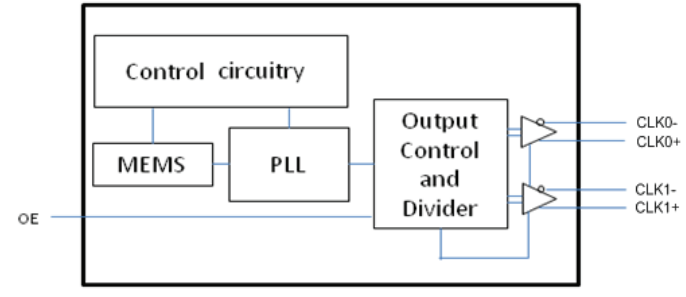 Control circuitry
MEMS
PLL
Output
Control
and
Divider
CLK0-
CLK0+
CLK1-
CLK1+
OE